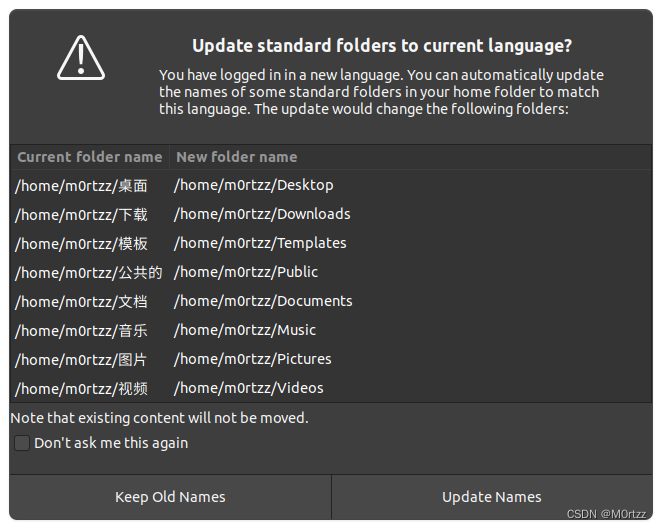 Update standard folders to current language?
You have logged in in a new language. You can automatically update
the names of some standard folders in your home folder to match
this language. The update would change the following folders:
Current folder name New folder name
/home/m0rtzz/桌面 /home/m0rtzz/Desktop
/home/m0rtzz/下载 /home/m0rtzz/Downloads
/home/m0rtzz/模板 /home/m0rtzz/Templates
/home/m0rtzz/公共的 /home/m0rtzz/Public
/home/m0rtzz/文档 /home/m0rtzz/Documents
/home/m0rtzz/音乐 /home/m0rtzz/Music
/home/m0rtzz/图片 /home/m0rtzz/Pictures
/home/m0rtzz/视频 /home/m0rtzz/Videos
Note that existing content will not be moved.
Don't ask me this again
Keep Old Names Update Names
CSDN @M0rtzz